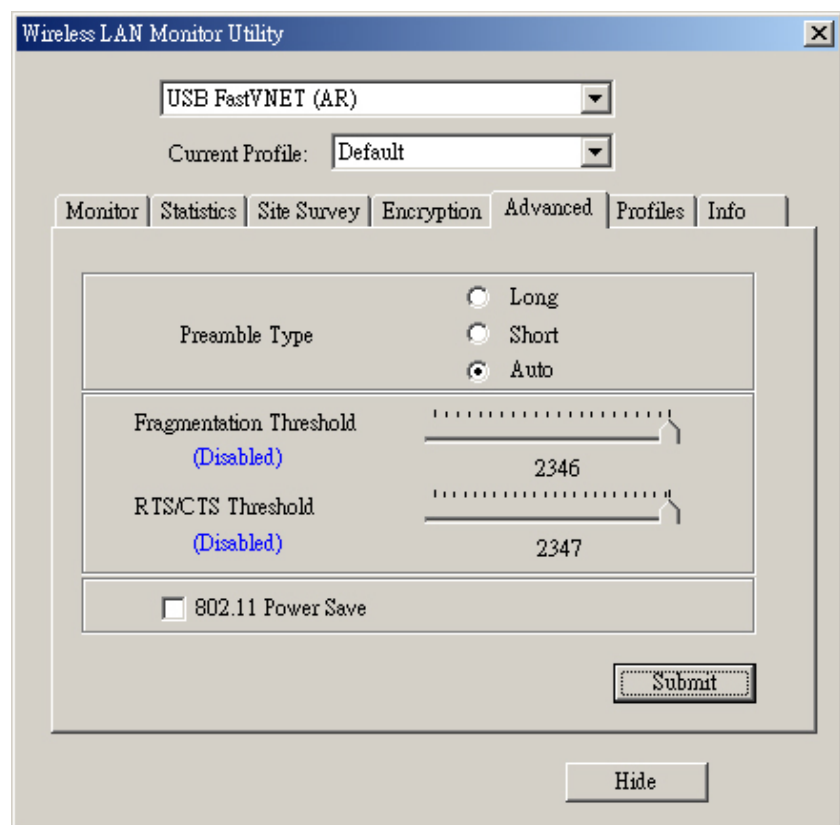 Wireless LAN Monitor Utility
USB FastVNET (AR)
Current Profile: Default
Monitor Statistics Site Survey Encryption Advanced Profiles Info
Preamble Type
Long
Short
Auto
Fragmentation Threshold
(Disabled)
2346
RTS/CTS Threshold
(Disabled)
2347
802.11 Power Save
Submit
Hide